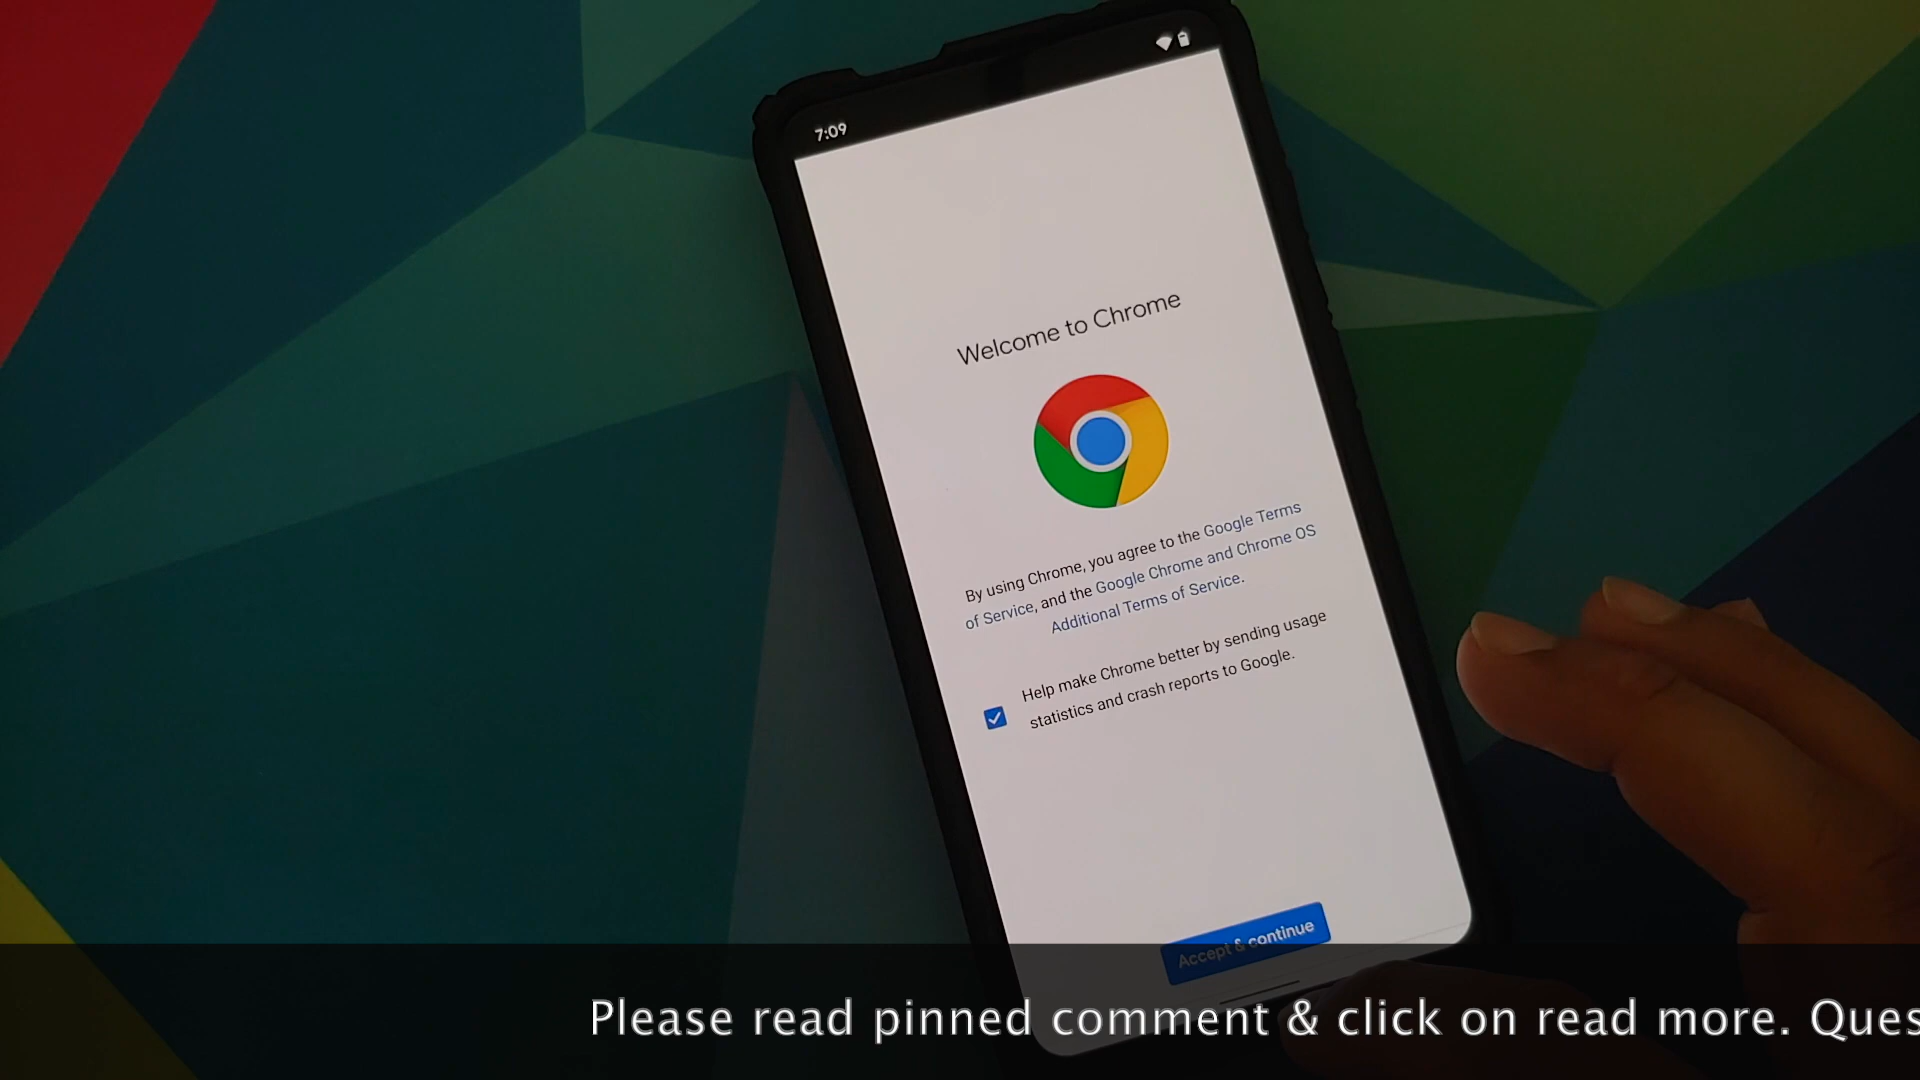 7:09
Welcome to Chrome
By using Chrome, you agree to the Google Terms
of Service, and the Google Chrome and Chrome OS
Additional Terms of Service.
Help make Chrome better by sending usage
statistics and crash reports to Google.
Accept & continue
Please read pinned comment & click on read more. Ques